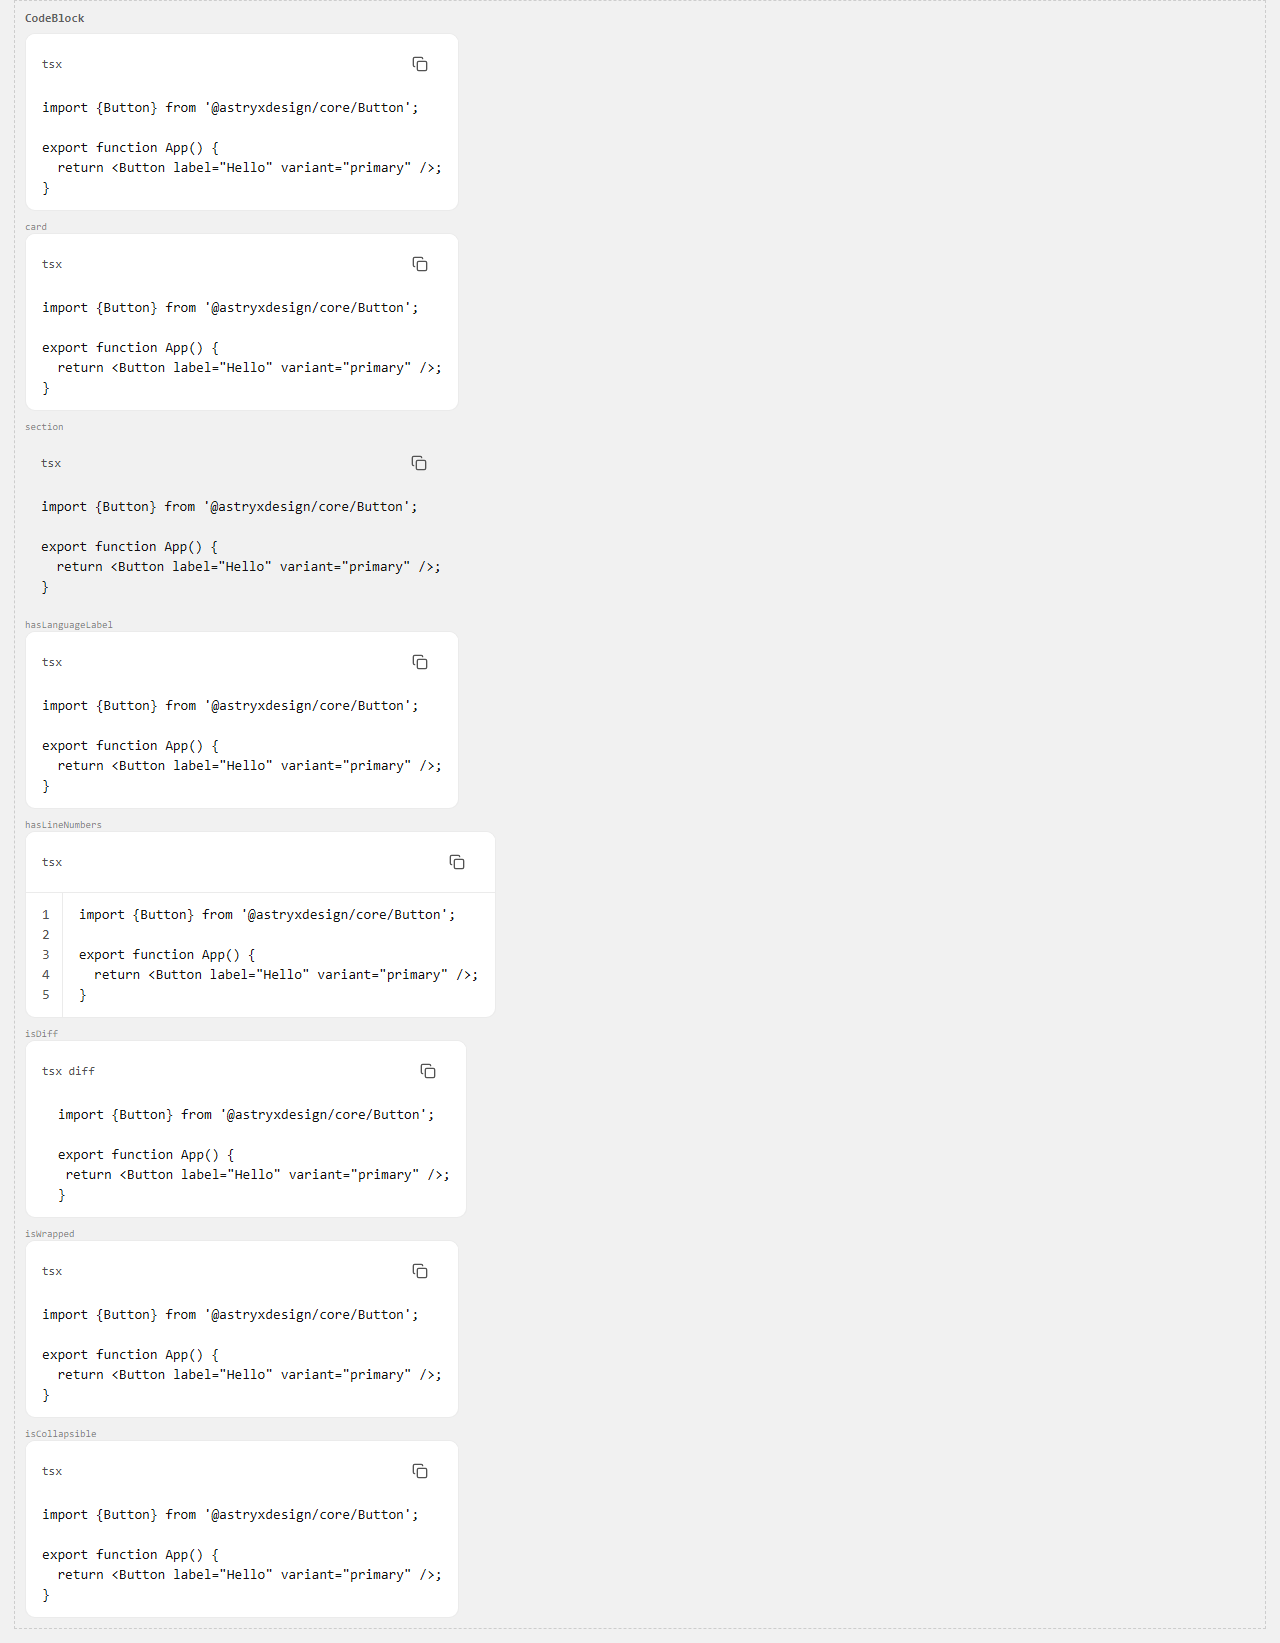 CodeBlock
tsx
import {Button} from '@astryxdesign/core/Button';
export function App() {
  return <Button label="Hello" variant="primary" />;
}
card
tsx
import {Button} from '@astryxdesign/core/Button';
export function App() {
  return <Button label="Hello" variant="primary" />;
}
section
tsx
import {Button} from '@astryxdesign/core/Button';
export function App() {
  return <Button label="Hello" variant="primary" />;
}
hasLanguageLabel
tsx
import {Button} from '@astryxdesign/core/Button';
export function App() {
  return <Button label="Hello" variant="primary" />;
}
hasLineNumbers
tsx
1 import {Button} from '@astryxdesign/core/Button';
2
3 export function App() {
4   return <Button label="Hello" variant="primary" />;
5 }
isDiff
tsx diff
import {Button} from '@astryxdesign/core/Button';
export function App() {
 return <Button label="Hello" variant="primary" />;
}
isWrapped
tsx
import {Button} from '@astryxdesign/core/Button';
export function App() {
  return <Button label="Hello" variant="primary" />;
}
isCollapsible
tsx
import {Button} from '@astryxdesign/core/Button';
export function App() {
  return <Button label="Hello" variant="primary" />;
}